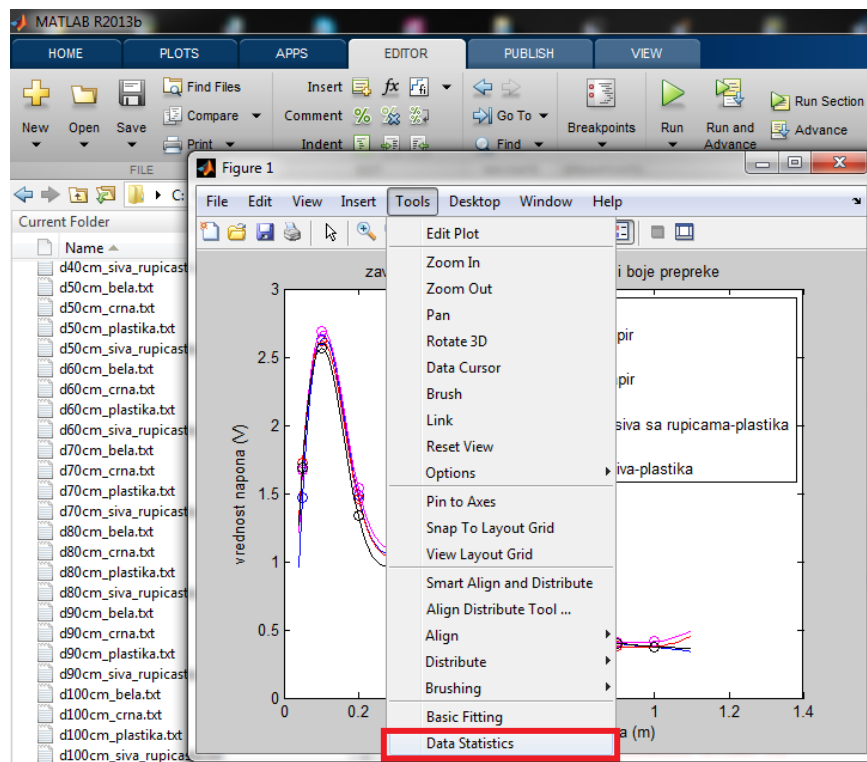 MATLAB R2013b
HOME PLOTS APPS EDITOR PUBLISH VIEW
New
Open
Save
Find Files
Compare
Print
FILE
Insert
Comment
Indent
Go To
Find
Breakpoints
Run
Run and Advance
Run Section
Advance
C:
Current Folder
Name
d40cm_siva_rupicast
d50cm_bela.txt
d50cm_crna.txt
d50cm_plastika.txt
d50cm_siva_rupicast
d60cm_bela.txt
d60cm_crna.txt
d60cm_plastika.txt
d60cm_siva_rupicast
d70cm_bela.txt
d70cm_crna.txt
d70cm_plastika.txt
d70cm_siva_rupicast
d80cm_bela.txt
d80cm_crna.txt
d80cm_plastika.txt
d80cm_siva_rupicast
d90cm_bela.txt
d90cm_crna.txt
d90cm_plastika.txt
d90cm_siva_rupicast
d100cm_bela.txt
d100cm_crna.txt
d100cm_plastika.txt
d100cm_siva_rupicas
Figure 1
File Edit View Insert Tools Desktop Window Help
Edit Plot
Zoom In
Zoom Out
Pan
Rotate 3D
Data Cursor
Brush
Link
Reset View
Options
Pin to Axes
Snap To Layout Grid
View Layout Grid
Smart Align and Distribute
Align Distribute Tool ...
Align
Distribute
Brushing
Basic Fitting
Data Statistics
zav
i boje prepreke
pir
pir
siva sa rupicama-plastika
iva-plastika
vrednost napona (V)
3
2.5
2
1.5
1
0.5
0
0 0.2 1 1.2 1.4
a (m)